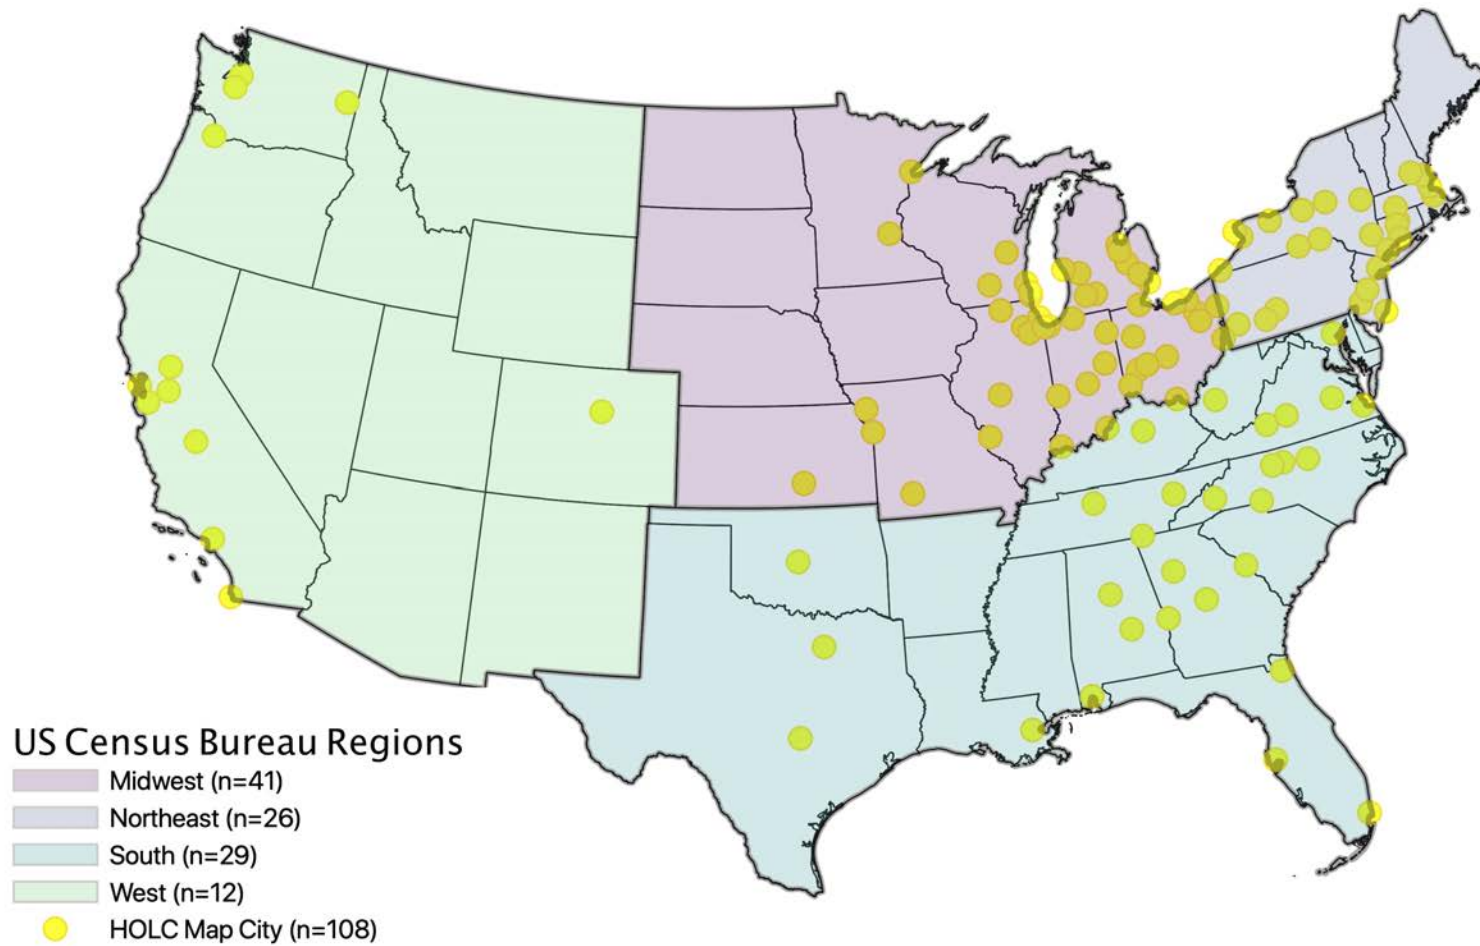 US Census Bureau Regions
Midwest (n=41)
Northeast (n=26)
South (n=29)
West (n=12)
HOLC Map City (n=108)